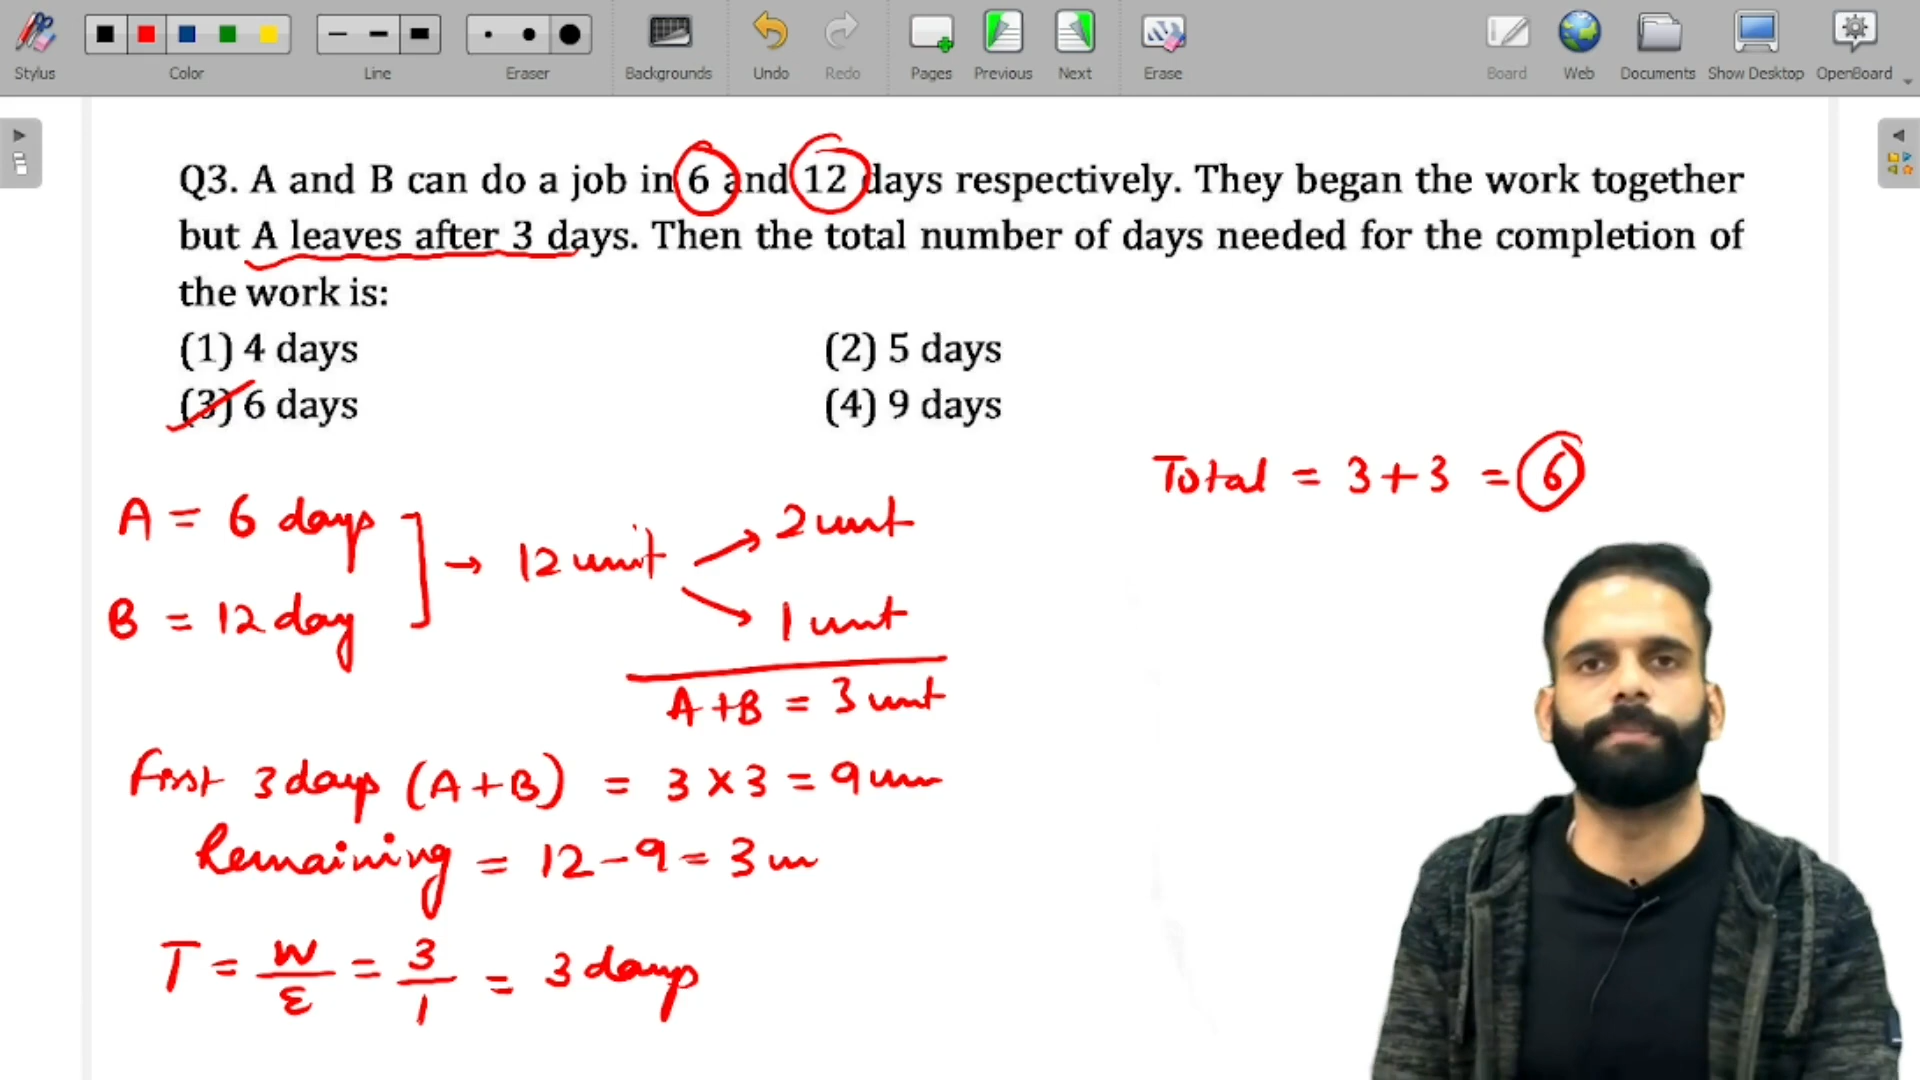 Stylus Color Line Eraser Backgrounds Undo Redo Pages Previous Next Erase Board Web Documents Show Desktop OpenBoard
Q3. A and B can do a job in 6 and 12 days respectively. They began the work together
but A leaves after 3 days. Then the total number of days needed for the completion of
the work is:
(1) 4 days (2) 5 days
(3) 6 days (4) 9 days
Total = 3+3 = 6
A = 6 days
B = 12 day
→ 12 unit
2 unit
1 unit
A+B = 3 unit
First 3 days (A+B) = 3 × 3 = 9
Remaining = 12 - 9 = 3
T = W/E = 3/1 = 3 days